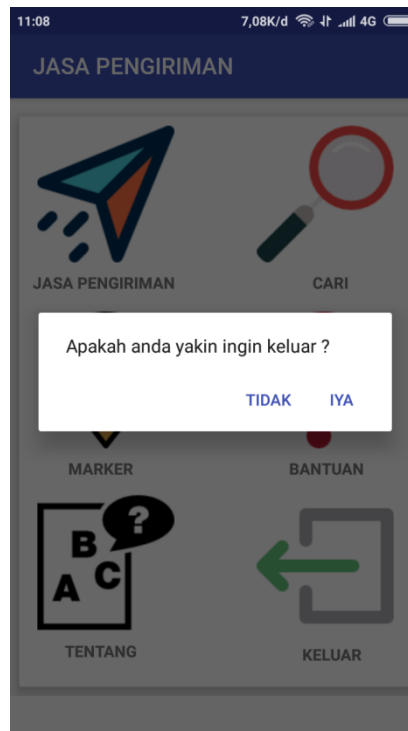 11:08 7,08K/d 4G
JASA PENGIRIMAN
JASA PENGIRIMAN CARI
Apakah anda yakin ingin keluar ?
TIDAK IYA
MARKER BANTUAN
?
B
A C
TENTANG KELUAR